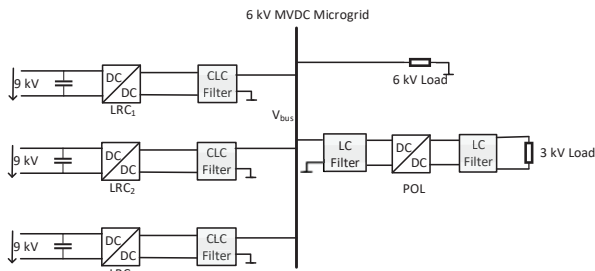 6 kV MVDC Microgrid
9 kV
DC
DC
LRC1
CLC
Filter
6 kV Load
Vbus
9 kV
DC
DC
LRC2
CLC
Filter
LC
Filter
DC
DC
POL
LC
Filter
3 kV Load
9 kV
DC
DC
CLC
Filter